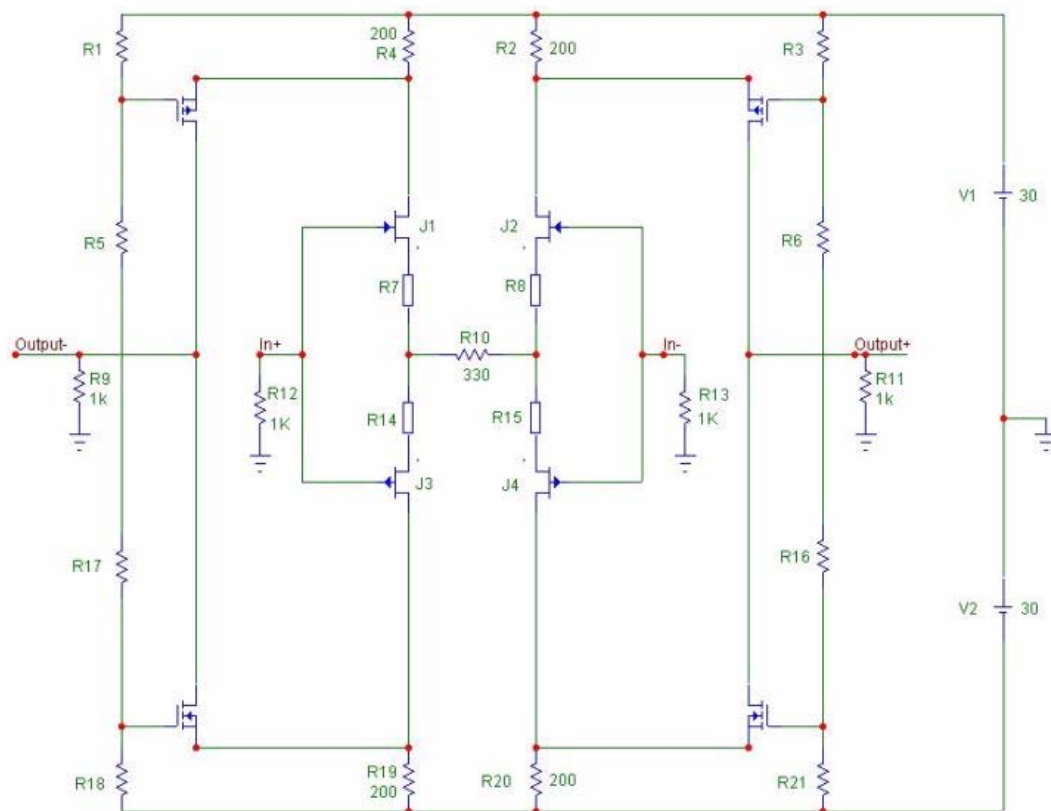 R1
200
R4
R2
200
R3
V1
30
R5
J1
J2
R6
R7
R8
Output-
In+
R10
330
In-
Output+
R9
1k
R12
1K
R13
1K
R11
1k
R14
R15
J3
J4
R17
R16
V2
30
R18
R19
200
R20
200
R21